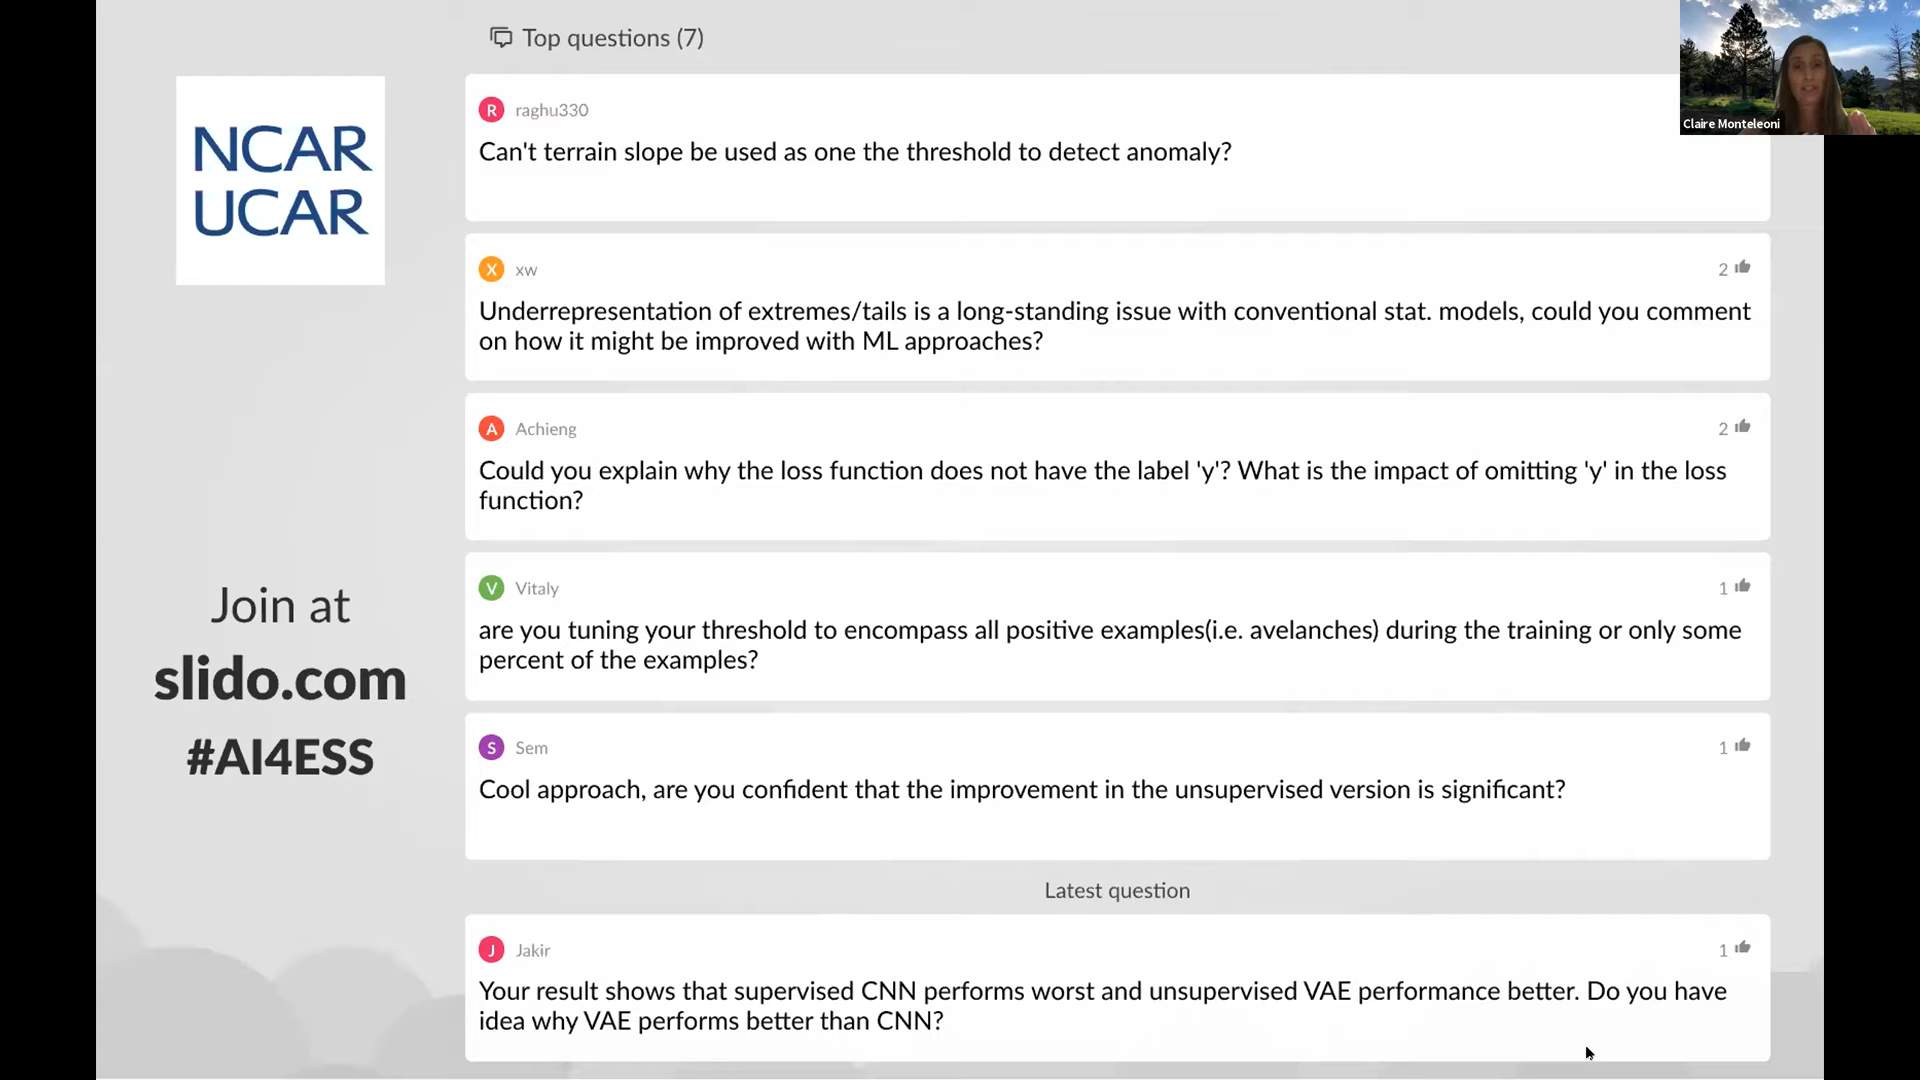 Top questions (7)
NCAR
UCAR
Join at
slido.com
#AI4ESS
R raghu330
Can't terrain slope be used as one the threshold to detect anomaly?
X xw 2
Underrepresentation of extremes/tails is a long-standing issue with conventional stat. models, could you comment
on how it might be improved with ML approaches?
A Achieng 2
Could you explain why the loss function does not have the label 'y'? What is the impact of omitting 'y' in the loss
function?
V Vitaly 1
are you tuning your threshold to encompass all positive examples(i.e. avelanches) during the training or only some
percent of the examples?
S Sem 1
Cool approach, are you confident that the improvement in the unsupervised version is significant?
Latest question
J Jakir 1
Your result shows that supervised CNN performs worst and unsupervised VAE performance better. Do you have
idea why VAE performs better than CNN?
Claire Monteleoni